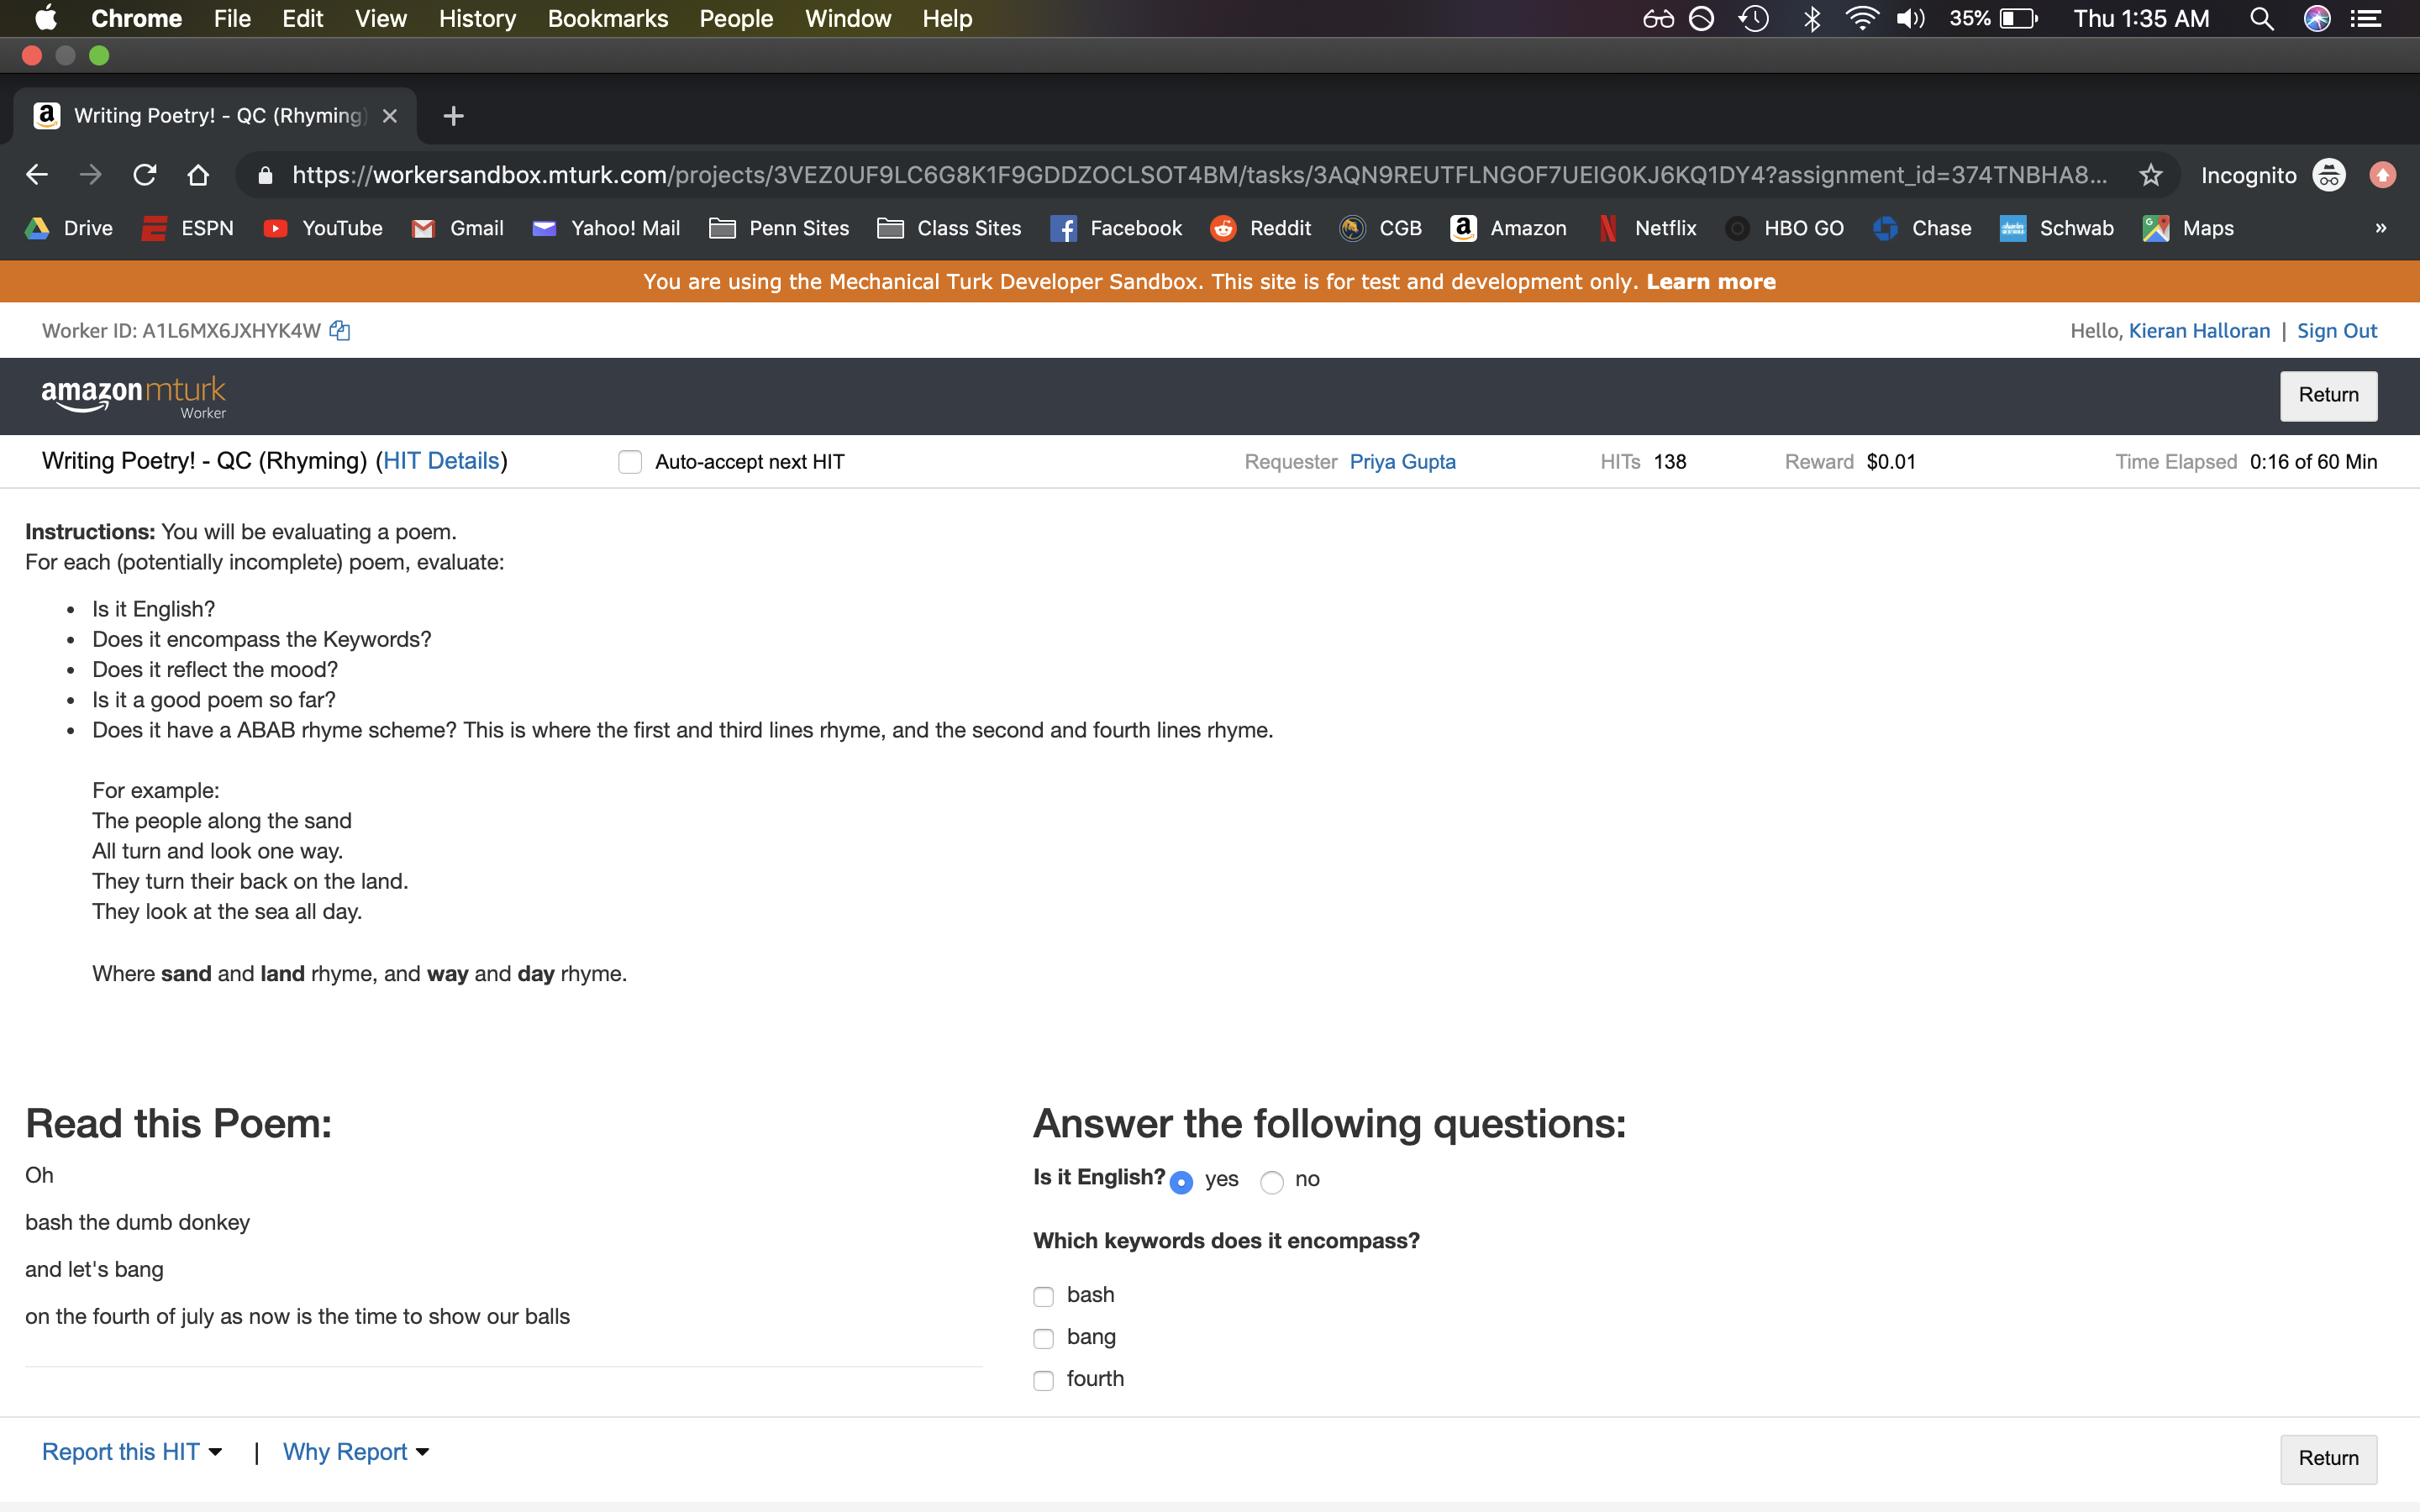 Chrome File Edit View History Bookmarks People Window Help 35% Thu 1:35 AM
Writing Poetry! - QC (Rhyming)
https://workersandbox.mturk.com/projects/3VEZ0UF9LC6G8K1F9GDDZOCLSOT4BM/tasks/3AQN9REUTFLNGOF7UEIG0KJ6KQ1DY4?assignment_id=374TNBHA8... Incognito
Drive ESPN YouTube Gmail Yahoo! Mail Penn Sites Class Sites Facebook Reddit CGB Amazon Netflix HBO GO Chase Schwab Maps »
You are using the Mechanical Turk Developer Sandbox. This site is for test and development only. Learn more
Worker ID: A1L6MX6JXHYK4W Hello, Kieran Halloran | Sign Out
amazon mturk
Worker
Return
Writing Poetry! - QC (Rhyming) (HIT Details) Auto-accept next HIT Requester Priya Gupta HITs 138 Reward $0.01 Time Elapsed 0:16 of 60 Min
Instructions: You will be evaluating a poem.
For each (potentially incomplete) poem, evaluate:
• Is it English?
• Does it encompass the Keywords?
• Does it reflect the mood?
• Is it a good poem so far?
• Does it have a ABAB rhyme scheme? This is where the first and third lines rhyme, and the second and fourth lines rhyme.
For example:
The people along the sand
All turn and look one way.
They turn their back on the land.
They look at the sea all day.
Where sand and land rhyme, and way and day rhyme.
Read this Poem:
Oh
bash the dumb donkey
and let's bang
on the fourth of july as now is the time to show our balls
Answer the following questions:
Is it English? yes no
Which keywords does it encompass?
bash
bang
fourth
Report this HIT | Why Report
Return